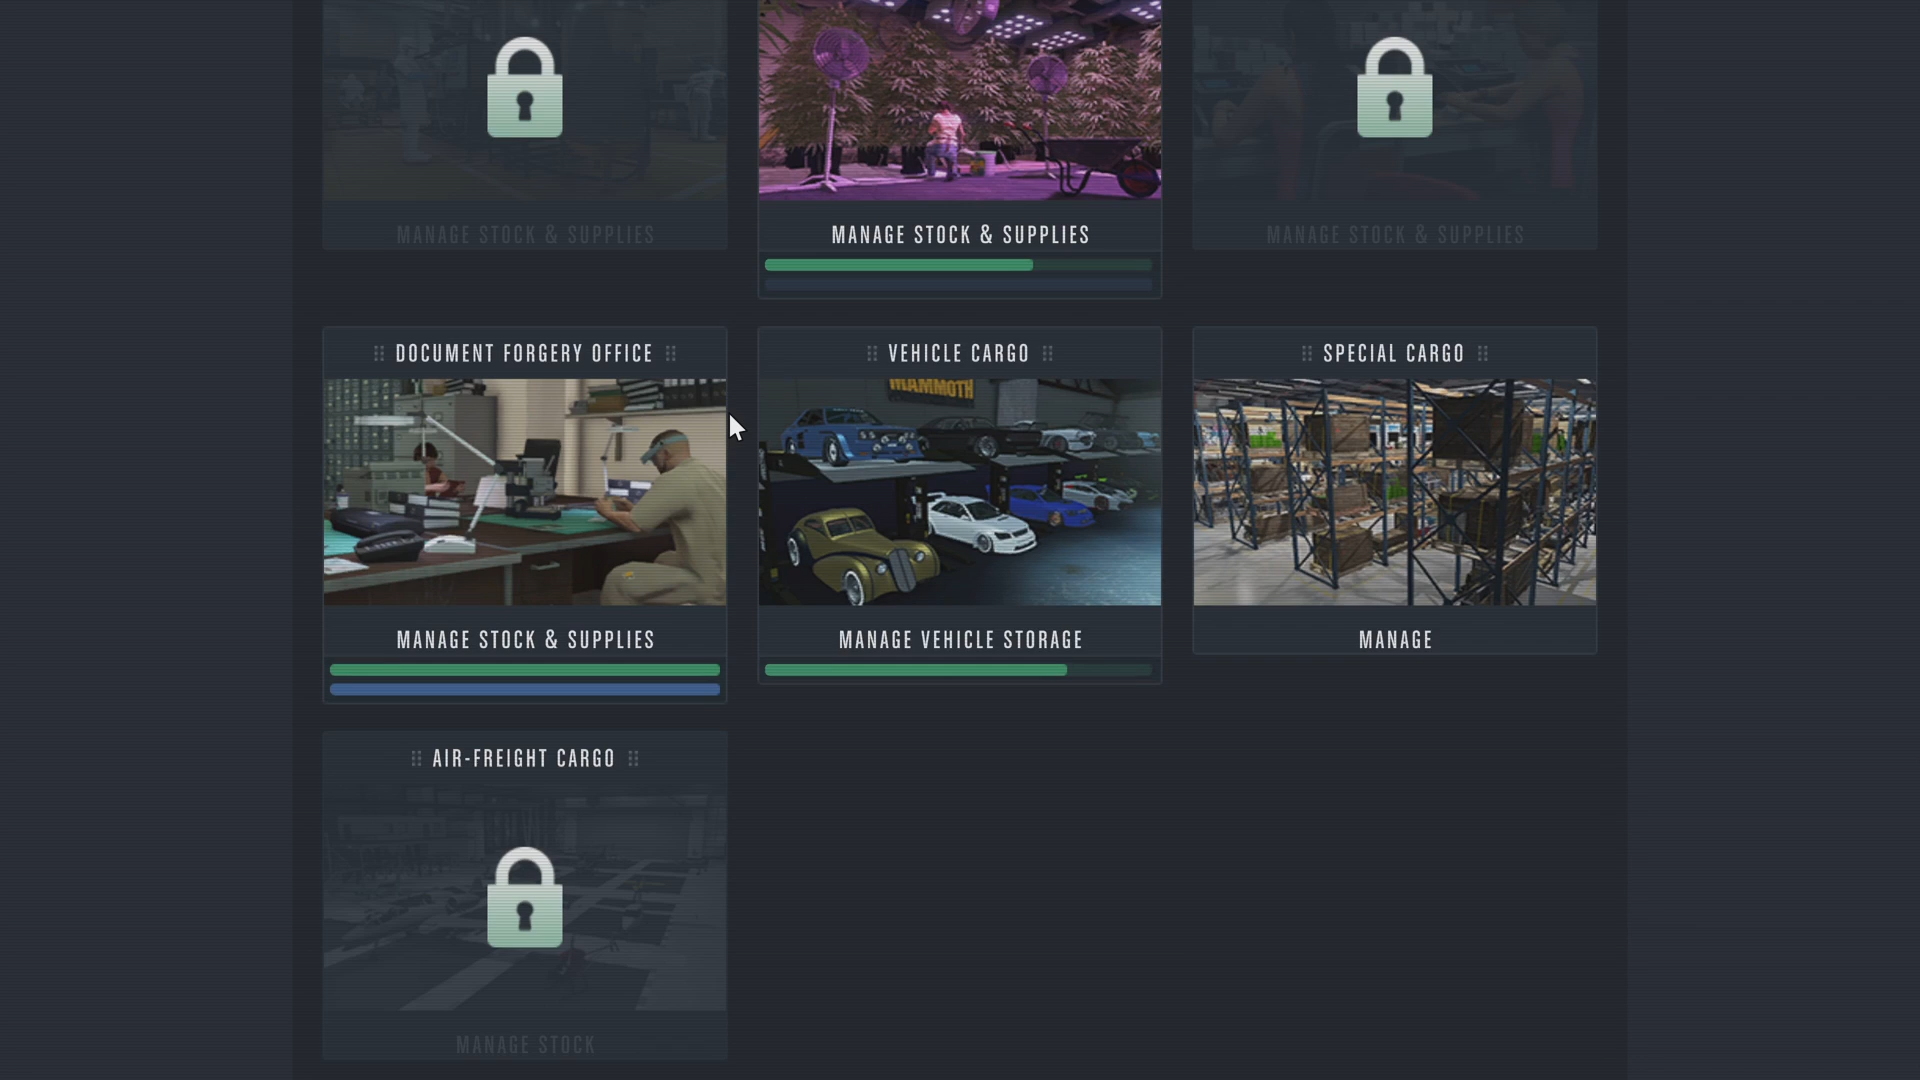 MANAGE STOCK & SUPPLIES
MANAGE STOCK & SUPPLIES
MANAGE STOCK & SUPPLIES
DOCUMENT FORGERY OFFICE
VEHICLE CARGO
SPECIAL CARGO
MAMMOTH
MANAGE STOCK & SUPPLIES
MANAGE VEHICLE STORAGE
MANAGE
AIR-FREIGHT CARGO
MANAGE STOCK